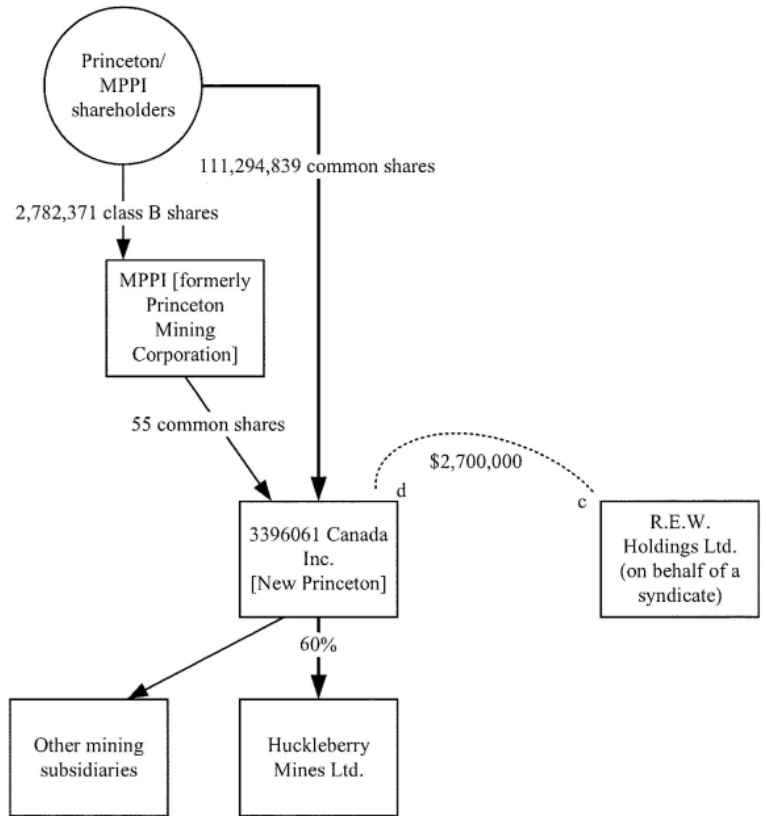 Princeton/
MPPI
shareholders
111,294,839 common shares
2,782,371 class B shares
MPPI [formerly
Princeton
Mining
Corporation]
55 common shares
$2,700,000
d
c
3396061 Canada
Inc.
[New Princeton]
R.E.W.
Holdings Ltd.
(on behalf of a
syndicate)
60%
Other mining
subsidiaries
Huckleberry
Mines Ltd.